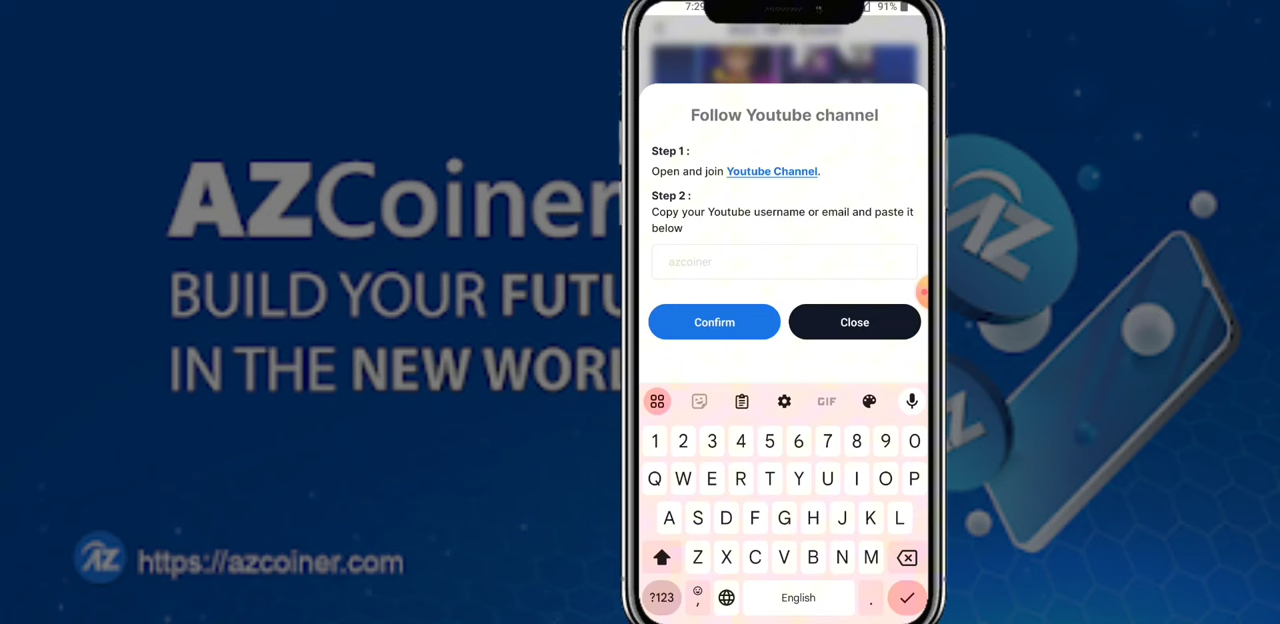 7:29
91%
Follow Youtube channel
Step 1 :
Open and join Youtube Channel.
Step 2 :
Copy your Youtube username or email and paste it
below
azcoiner
Confirm
Close
GIF
1 2 3 4 5 6 7 8 9 0
Q W E R T Y U I O P
A S D F G H J K L
Z X C V B N M
?123
,
English
.
AZCoiner
BUILD YOUR FUTU
IN THE NEW WORL
AZ
https://azcoiner.com
AZ